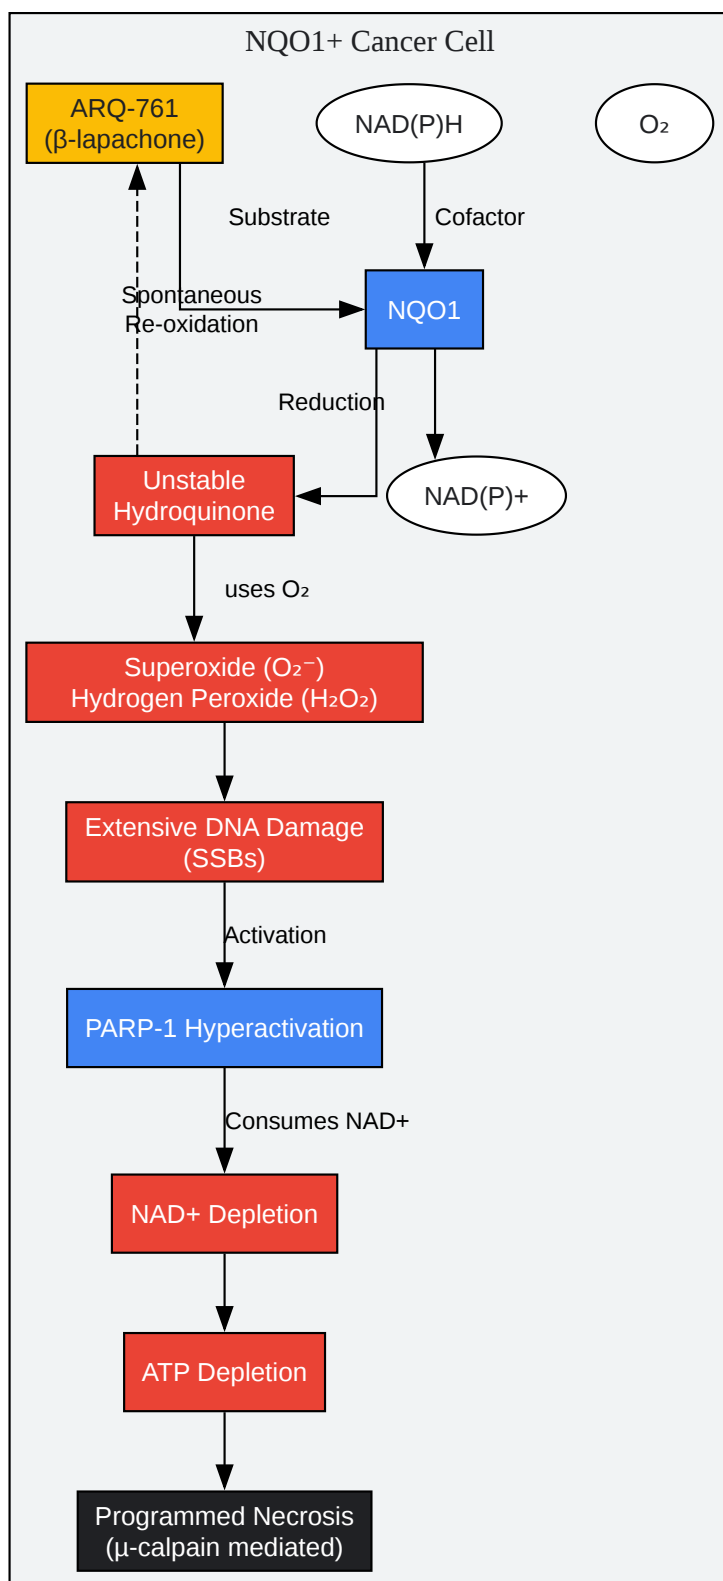 NQO1+ Cancer Cell
ARQ-761
(β-lapachone)
NAD(P)H
O₂
Substrate
Cofactor
Spontaneous
Re-oxidation
NQO1
Reduction
Unstable
Hydroquinone
NAD(P)+
uses O₂
Superoxide (O₂⁻)
Hydrogen Peroxide (H₂O₂)
Extensive DNA Damage
(SSBs)
Activation
PARP-1 Hyperactivation
Consumes NAD+
NAD+ Depletion
ATP Depletion
Programmed Necrosis
(µ-calpain mediated)